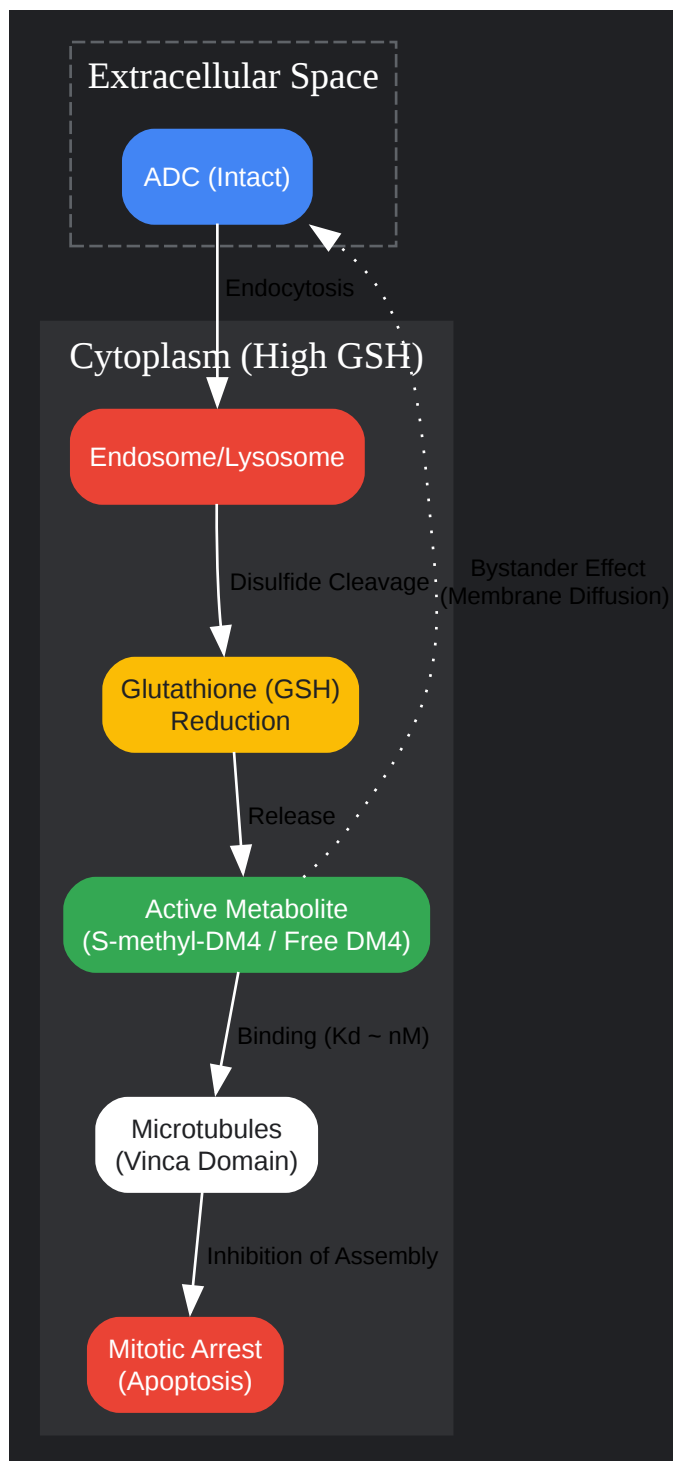 Extracellular Space
ADC (Intact)
Endocytosis
Cytoplasm (High GSH)
Endosome/Lysosome
Disulfide Cleavage
Bystander Effect
(Membrane Diffusion)
Glutathione (GSH)
Reduction
Release
Active Metabolite
(S-methyl-DM4 / Free DM4)
Binding (Kd ~ nM)
Microtubules
(Vinca Domain)
Inhibition of Assembly
Mitotic Arrest
(Apoptosis)